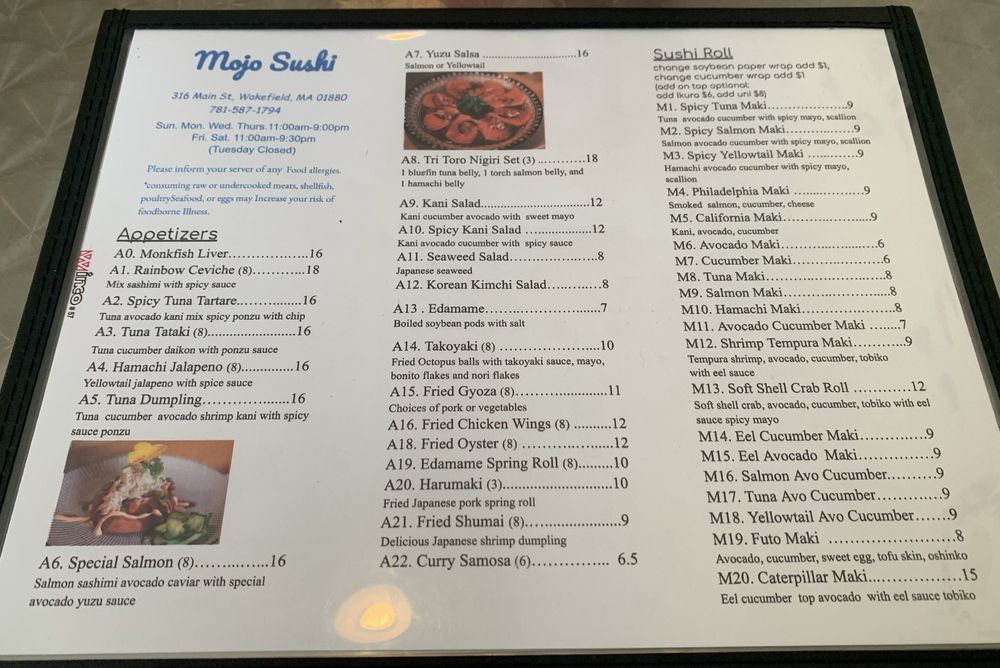 Mojo Sushi
316 Main St, Wakefield, MA 01880
781-587-1794
Sun. Mon. Wed. Thurs. 11:00am-9:00pm
Fri. Sat. 11:00am-9:30pm
(Tuesday Closed)
Please inform your server of any Food allergies.
*consuming raw or undercooked meats, shellfish,
poultrySeafood, or eggs may Increase your risk of
foodborne Illness.
Appetizers
A0. Monkfish Liver..................16
A1. Rainbow Ceviche (8)...........18
Mix sashimi with spicy sauce
A2. Spicy Tuna Tartare...............16
Tuna avocado kani mix spicy ponzu with chip
A3. Tuna Tataki (8)......................16
Tuna cucumber daikon with ponzu sauce
A4. Hamachi Jalapeno (8).............16
Yellowtail jalapeno with spice sauce
A5. Tuna Dumpling.....................16
Tuna cucumber avocado shrimp kani with spicy
sauce ponzu
A6. Special Salmon (8)................16
Salmon sashimi avocado caviar with special
avocado yuzu sauce
Winco
A7. Yuzu Salsa ......................16
Salmon or Yellowtail
A8. Tri Toro Nigiri Set (3) ...........18
1 bluefin tuna belly, 1 torch salmon belly, and
1 hamachi belly
A9. Kani Salad.........................12
Kani cucumber avocado with sweet mayo
A10. Spicy Kani Salad .................12
Kani avocado cucumber with spicy sauce
A11. Seaweed Salad.....................8
Japanese seaweed
A12. Korean Kimchi Salad............8
A13 . Edamame.........................7
Boiled soybean pods with salt
A14. Takoyaki (8) ......................10
Fried Octopus balls with takoyaki sauce, mayo,
bonito flakes and nori flakes
A15. Fried Gyoza (8)....................11
Choices of pork or vegetables
A16. Fried Chicken Wings (8) ..........12
A18. Fried Oyster (8) ...................12
A19. Edamame Spring Roll (8).........10
A20. Harumaki (3).......................10
Fried Japanese pork spring roll
A21. Fried Shumai (8)....................9
Delicious Japanese shrimp dumpling
A22. Curry Samosa (6)............... 6.5
Sushi Roll
change soybean paper wrap add $1,
change cucumber wrap add $1
(add on top optional:
add ikura $6, add uni $8)
M1. Spicy Tuna Maki..................9
Tuna avocado cucumber with spicy mayo, scallion
M2. Spicy Salmon Maki...............9
Salmon avocado cucumber with spicy mayo, scallion
M3. Spicy Yellowtail Maki ...........9
Hamachi avocado cucumber with spicy mayo,
scallion
M4. Philadelphia Maki ...............9
Smoked salmon, cucumber, cheese
M5. California Maki....................9
Kani, avocado, cucumber
M6. Avocado Maki.....................6
M7. Cucumber Maki...................6
M8. Tuna Maki..........................8
M9. Salmon Maki.......................8
M10. Hamachi Maki....................8
M11. Avocado Cucumber Maki .......7
M12. Shrimp Tempura Maki...........9
Tempura shrimp, avocado, cucumber, tobiko
with eel sauce
M13. Soft Shell Crab Roll ............12
Soft shell crab, avocado, cucumber, tobiko with eel
sauce spicy mayo
M14. Eel Cucumber Maki.............9
M15. Eel Avocado Maki...............9
M16. Salmon Avo Cucumber.........9
M17. Tuna Avo Cucumber............9
M18. Yellowtail Avo Cucumber.......9
M19. Futo Maki .......................8
Avocado, cucumber, sweet egg, tofu skin, oshinko
M20. Caterpillar Maki..................15
Eel cucumber top avocado with eel sauce tobiko